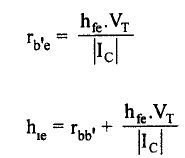 r_b'e = h_fe.V_T / |I_C|
h_ie = r_bb' + h_fe.V_T / |I_C|